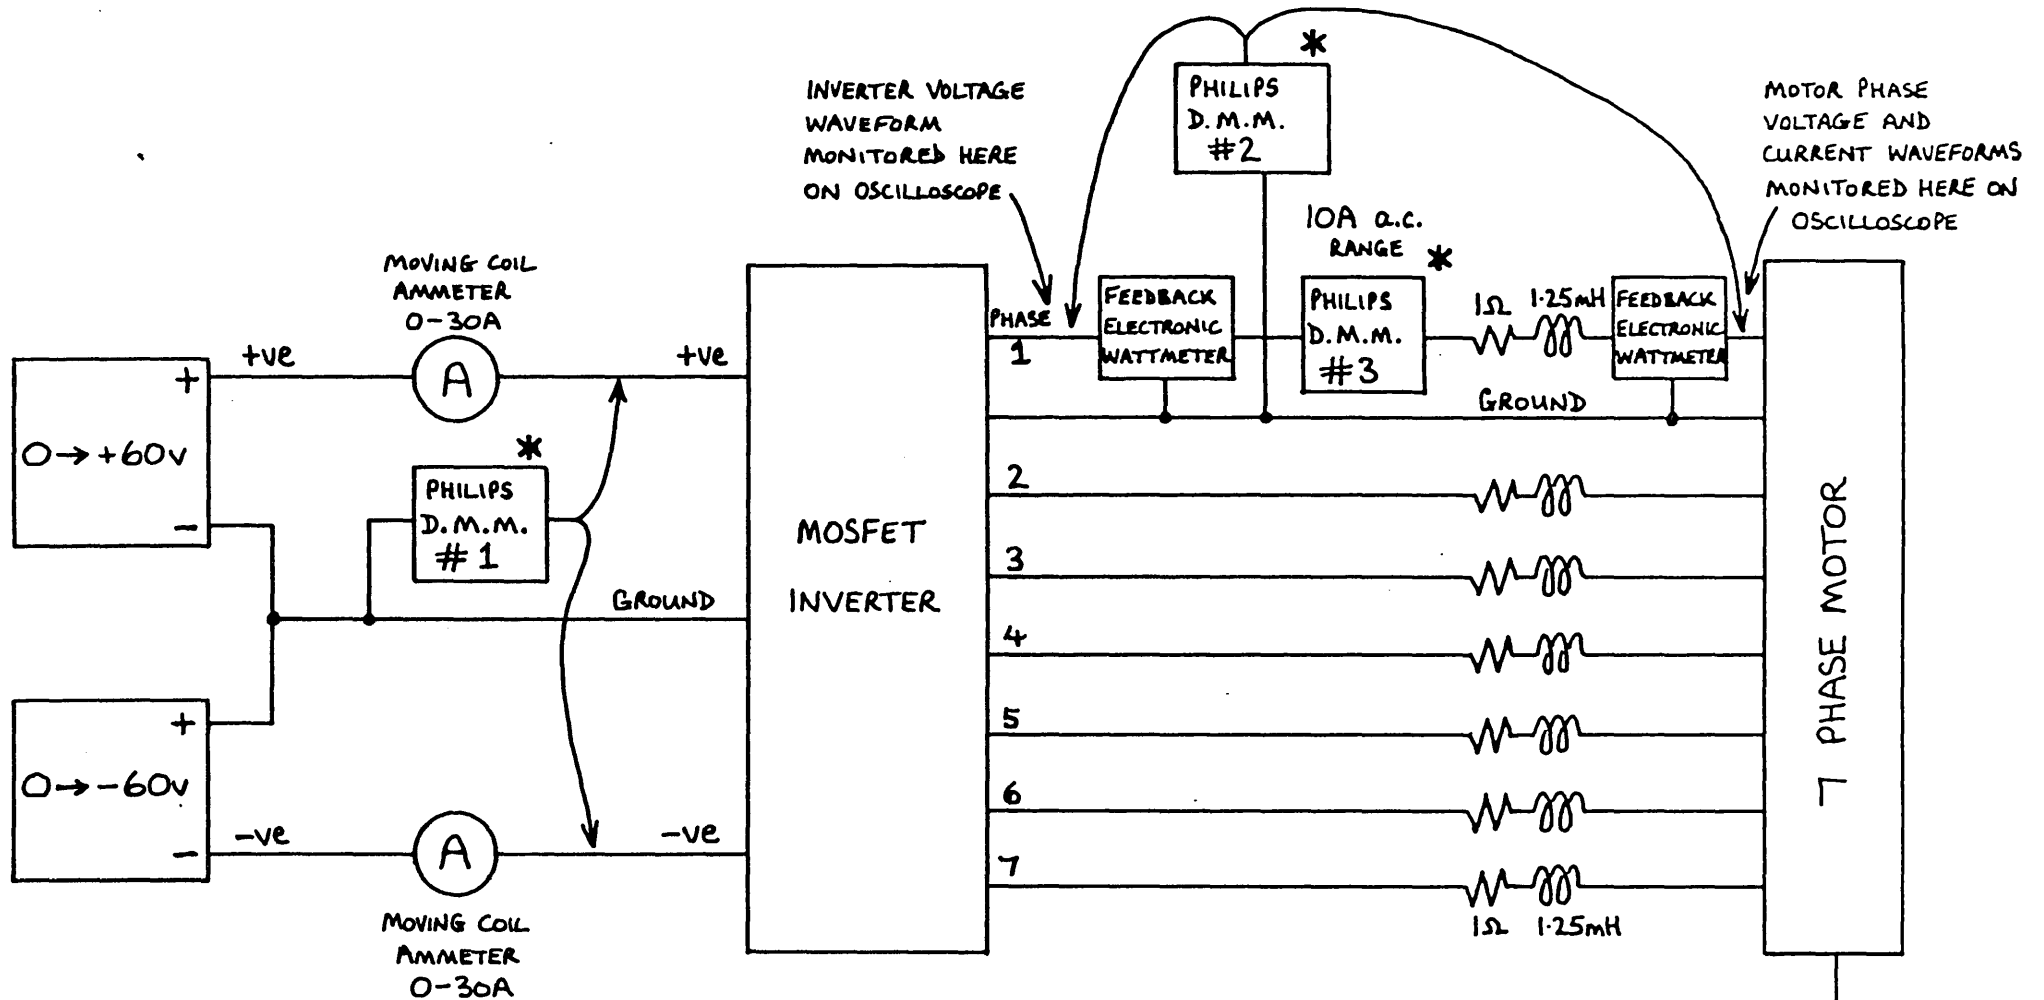 INVERTER VOLTAGE
WAVEFORM
MONITORED HERE
ON OSCILLOSCOPE
*
PHILIPS
D.M.M.
#2
MOTOR PHASE
VOLTAGE AND
CURRENT WAVEFORMS
MONITORED HERE ON
OSCILLOSCOPE
10A a.c.
RANGE
*
MOVING COIL
AMMETER
0-30A
+ve
A
+ve
+
0→+60v
-
*
PHILIPS
D.M.M.
#1
GROUND
+
0→-60v
-
-ve
A
-ve
MOVING COIL
AMMETER
0-30A
MOSFET
INVERTER
PHASE
1
FEEDBACK
ELECTRONIC
WATTMETER
PHILIPS
D.M.M.
#3
1Ω
1·25mH
FEEDBACK
ELECTRONIC
WATTMETER
GROUND
2
3
4
5
6
7
1Ω
1·25mH
7 PHASE MOTOR